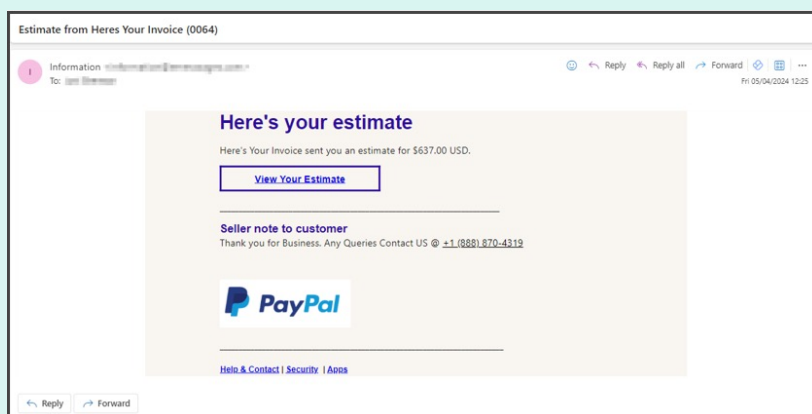 Estimate from Heres Your Invoice (0064)
I
Information
To:
Reply Reply all Forward
Fri 05/04/2024 12:25
Here's your estimate
Here's Your Invoice sent you an estimate for $637.00 USD.
View Your Estimate
Seller note to customer
Thank you for Business. Any Queries Contact US @ +1 (888) 870-4319
PayPal
Help & Contact | Security | Apps
Reply Forward